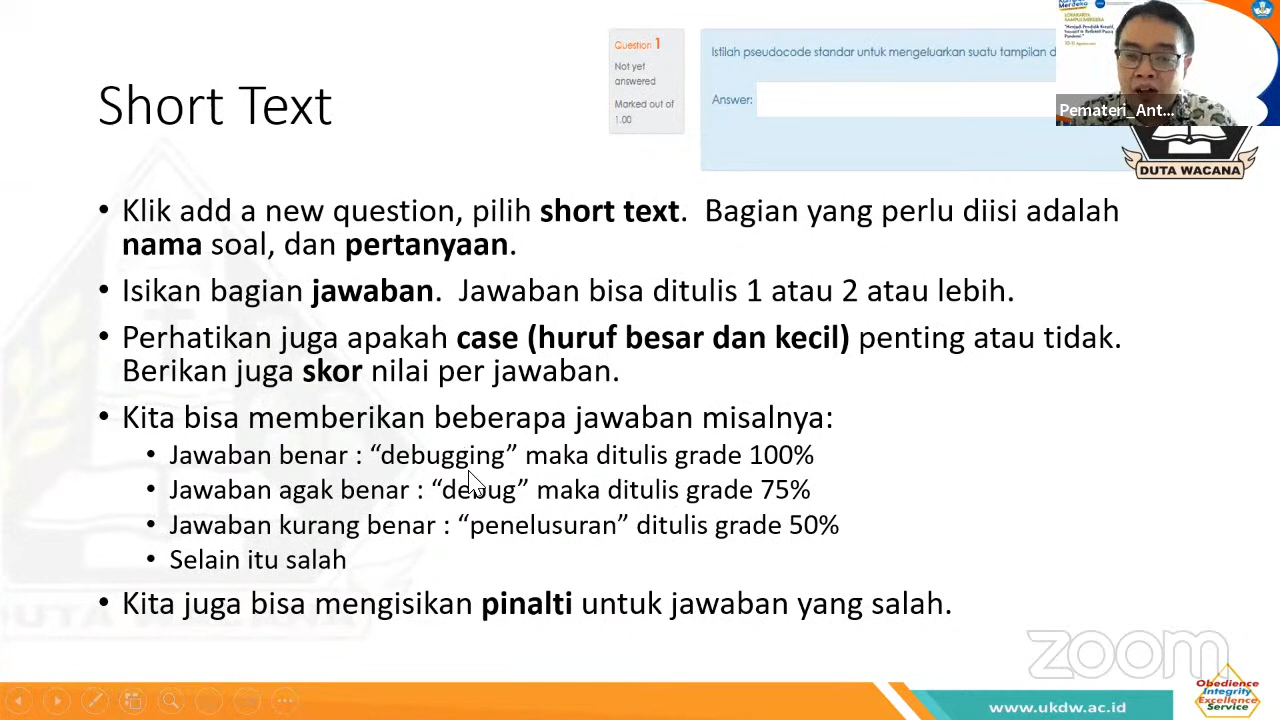 Question 1
Not yet
answered
Marked out of
1.00
Istilah pseudocode standar untuk mengeluarkan suatu tampilan d
Answer:
Pemateri_Ant...
DUTA WACANA
Short Text
• Klik add a new question, pilih short text. Bagian yang perlu diisi adalah
nama soal, dan pertanyaan.
• Isikan bagian jawaban. Jawaban bisa ditulis 1 atau 2 atau lebih.
• Perhatikan juga apakah case (huruf besar dan kecil) penting atau tidak.
Berikan juga skor nilai per jawaban.
• Kita bisa memberikan beberapa jawaban misalnya:
• Jawaban benar : “debugging” maka ditulis grade 100%
• Jawaban agak benar : “debug” maka ditulis grade 75%
• Jawaban kurang benar : “penelusuran” ditulis grade 50%
• Selain itu salah
• Kita juga bisa mengisikan pinalti untuk jawaban yang salah.
DUTA WACANA
zoom
www.ukdw.ac.id
Obedience
Integrity
Excellence
Service